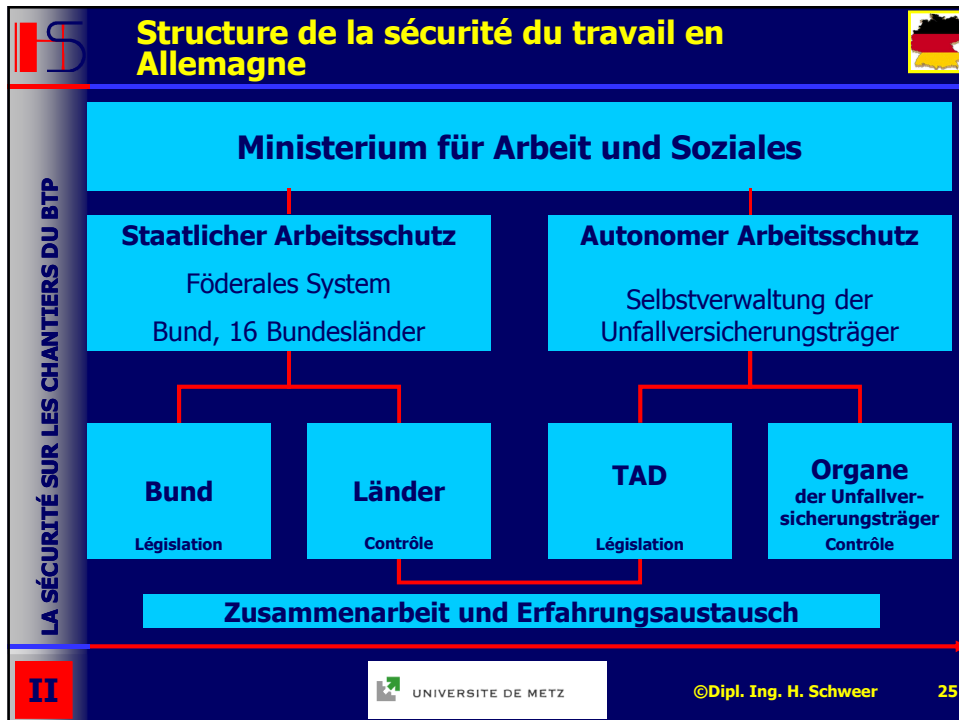 HS
Structure de la sécurité du travail en
Allemagne
LA SÉCURITÉ SUR LES CHANTIERS DU BTP
Ministerium für Arbeit und Soziales
Staatlicher Arbeitsschutz
Föderales System
Bund, 16 Bundesländer
Autonomer Arbeitsschutz
Selbstverwaltung der
Unfallversicherungsträger
Bund
Législation
Länder
Contrôle
TAD
Législation
Organe
der Unfallver-
sicherungsträger
Contrôle
Zusammenarbeit und Erfahrungsaustausch
II
UNIVERSITE DE METZ
©Dipl. Ing. H. Schweer
25